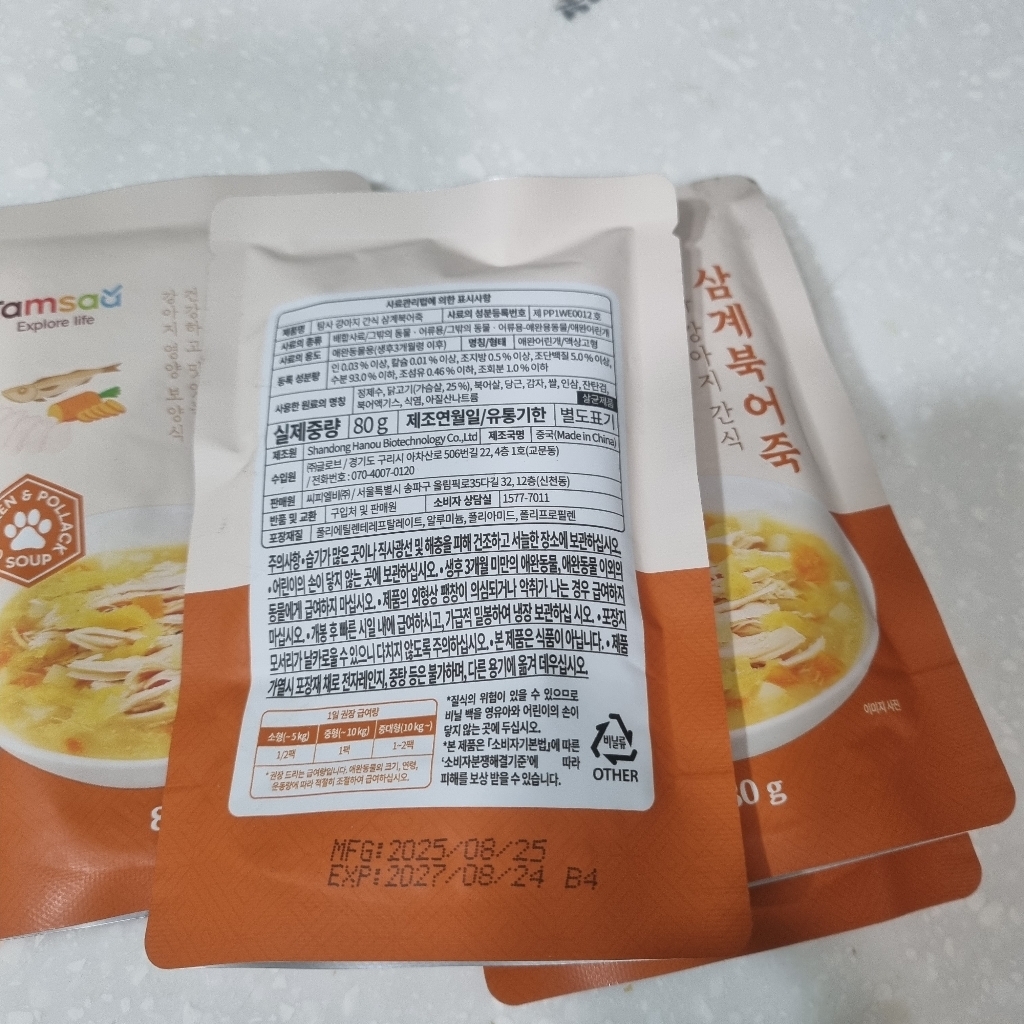 tamsaa
Explore life
EN & POLLACK
SOUP
사료관리법에 의한 표시사항
제품명 탐사 강아지 간식 삼계북어죽 사료의 성분등록번호 제 PP1WE0012 호
사료의 종류 배합사료/그밖의 동물·어류용/그밖의 동물·어류용-애완용동물/애완어린개
사료의 용도 애완동물용(생후3개월령 이후) 명칭/형태 애완어린개/액상고형
등록 성분량 인 0.03 % 이상, 칼슘 0.01 % 이상, 조지방 0.5 % 이상, 조단백질 5.0 % 이상,
수분 93.0 % 이하, 조섬유 0.46 % 이하, 조회분 1.0 % 이하
사용한 원료의 명칭 정제수, 닭고기(가슴살, 25 %), 북어살, 당근, 감자, 쌀, 인삼, 잔탄검,
북어엑기스, 식염, 아질산나트륨 살균제품
실제중량 80 g 제조연월일/유통기한 별도표기
제조원 Shandong Hanou Biotechnology Co.,Ltd 제조국명 중국(Made in China)
수입원 ㈜글로브 / 경기도 구리시 아차산로 506번길 22, 4층 1호(교문동)
/ 전화번호 : 070-4007-0120
판매원 씨피엘비㈜ / 서울특별시 송파구 올림픽로35다길 32, 12층(신천동)
반품 및 교환 구입처 및 판매원 소비자 상담실 1577-7011
포장재질 폴리에틸렌테레프탈레이트, 알루미늄, 폴리아미드, 폴리프로필렌
주의사항 • 습기가 많은 곳이나 직사광선 및 해충을 피해 건조하고 서늘한 장소에 보관하십시오.
• 어린이의 손이 닿지 않는 곳에 보관하십시오. • 생후 3개월 미만의 애완동물, 애완동물 이외의
동물에게 급여하지 마십시오. • 제품의 외형상 팽창이 의심되거나 악취가 나는 경우 급여하지
마십시오. • 개봉 후 빠른 시일 내에 급여하시고, 가급적 밀봉하여 냉장 보관하십 시오. • 포장지
모서리가 날카로울 수 있으니 다치지 않도록 주의하십시오. • 본 제품은 식품이 아닙니다. • 제품
가열시 포장재 채로 전자레인지, 중탕 등은 불가하며, 다른 용기에 옮겨 데우십시오.
1일 권장 급여량
소형(~5 kg) 중형(~10 kg) 중대형(10 kg~)
1/2팩 1팩 1~2팩
* 권장 드리는 급여량입니다. 애완동물의 크기, 연령,
운동량에 따라 적절히 조절하여 급여하십시오.
*질식의 위험이 있을 수 있으므로
비닐 백을 영유아와 어린이의 손이
닿지 않는 곳에 두십시오.
*본 제품은 「소비자기본법」에 따른
'소비자분쟁해결기준'에 따라
피해를 보상 받을 수 있습니다.
비닐류
OTHER
MFG:2025/08/25
EXP:2027/08/24 B4
삼계북어죽
강아지 간식
이미지 사진
80 g